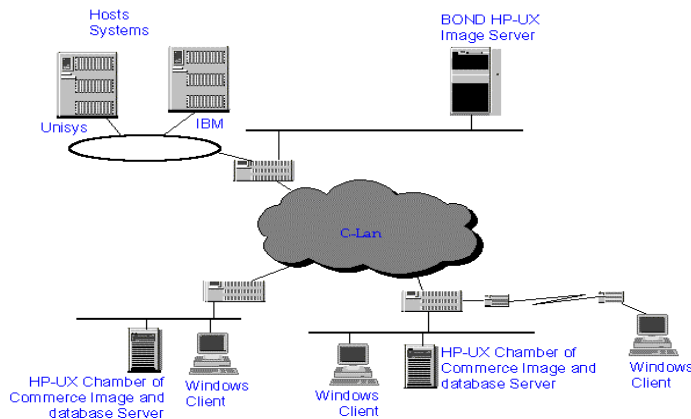 Hosts
Systems
BOND HP-UX
Image Server
Unisys
IBM
C-Lan
HP-UX Chamber of
Commerce Image and
database Server
Windows
Client
Windows
Client
HP-UX Chamber of
Commerce Image and
database Server
Windows
Client